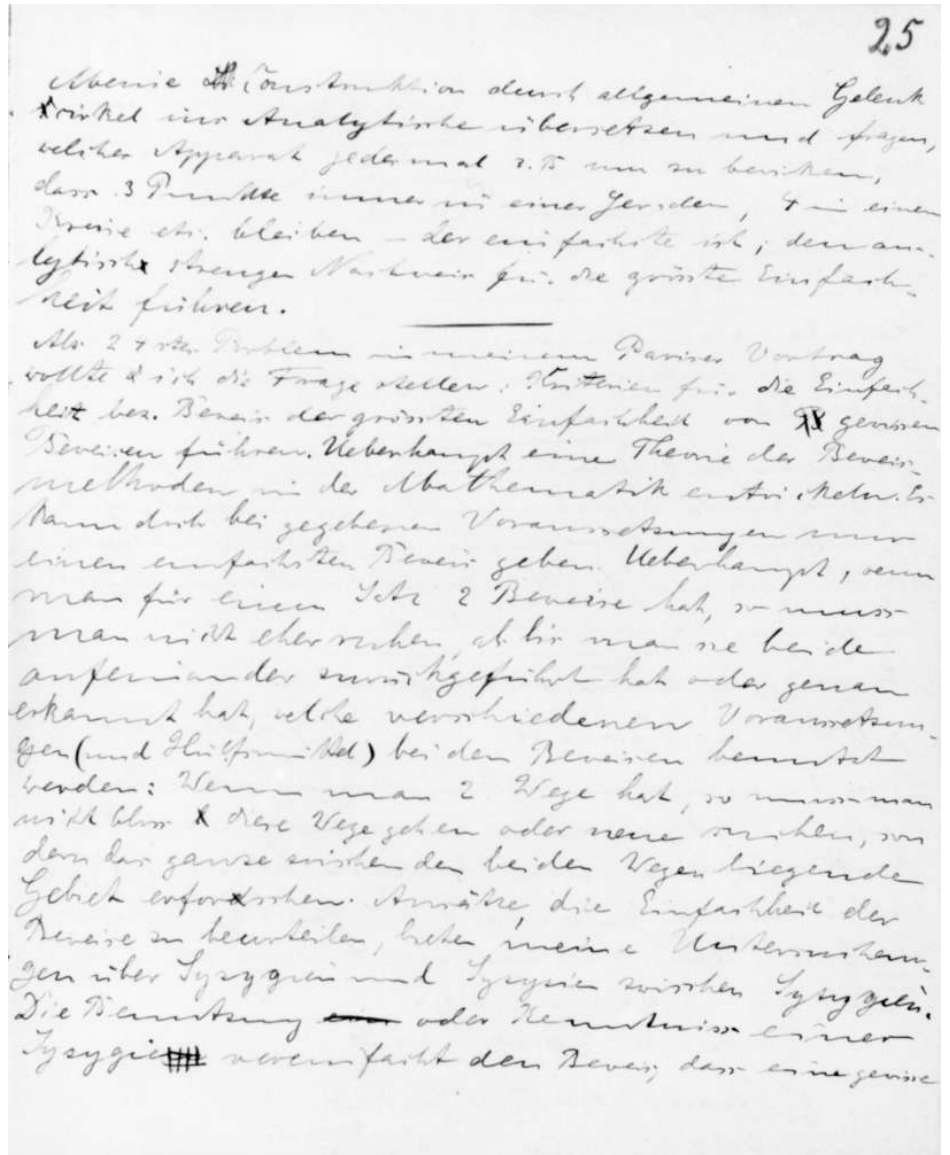 25
Meine Construktion durch allgemeinen Gelenk
zirkel ins Analytische übersetzen und fragen,
welcher Apparat jedesmal z. B. um zu bewirken,
dass 3 Punkte immer in einer Geraden, 4 in einem
Kreise etc. bleiben – der einfachste ist; den ana-
lytisch strengen Nachweis für die grösste Einfach-
heit führen.
Als 24stes Problem in meinem Pariser Vortrag
wollte ich die Frage stellen: Kriterien für die Einfach-
heit bez. Beweis der grössten Einfachheit von gewissen
Beweisen führen. Ueberhaupt eine Theorie der Beweis-
methoden in der Mathematik entwickeln. Es
kann doch bei gegebenen Voraussetzungen nur
einen einfachsten Beweis geben. Ueberhaupt, wenn
man für einen Satz 2 Beweise hat, so muss
man nicht eher ruhen, als bis man sie beide
aufeinander zurückgeführt hat oder genau
erkannt hat, welche verschiedenen Voraussetzun-
gen (und Hülfsmittel) bei den Beweisen benutzt
werden: Wenn man 2 Wege hat, so muss man
nicht bloss diese Wege gehen oder neue suchen, son
dern das ganze zwischen den beiden Wegen liegende
Gebiet erforschen. Ansätze, die Einfachheit der
Beweise zu beurteilen, bieten meine Untersuchun-
gen über Syzygien und Syzygien zwischen Syzygien.
Die Benutzung oder Kenntniss einer
Syzygie vereinfacht den Beweis, dass eine gewisse